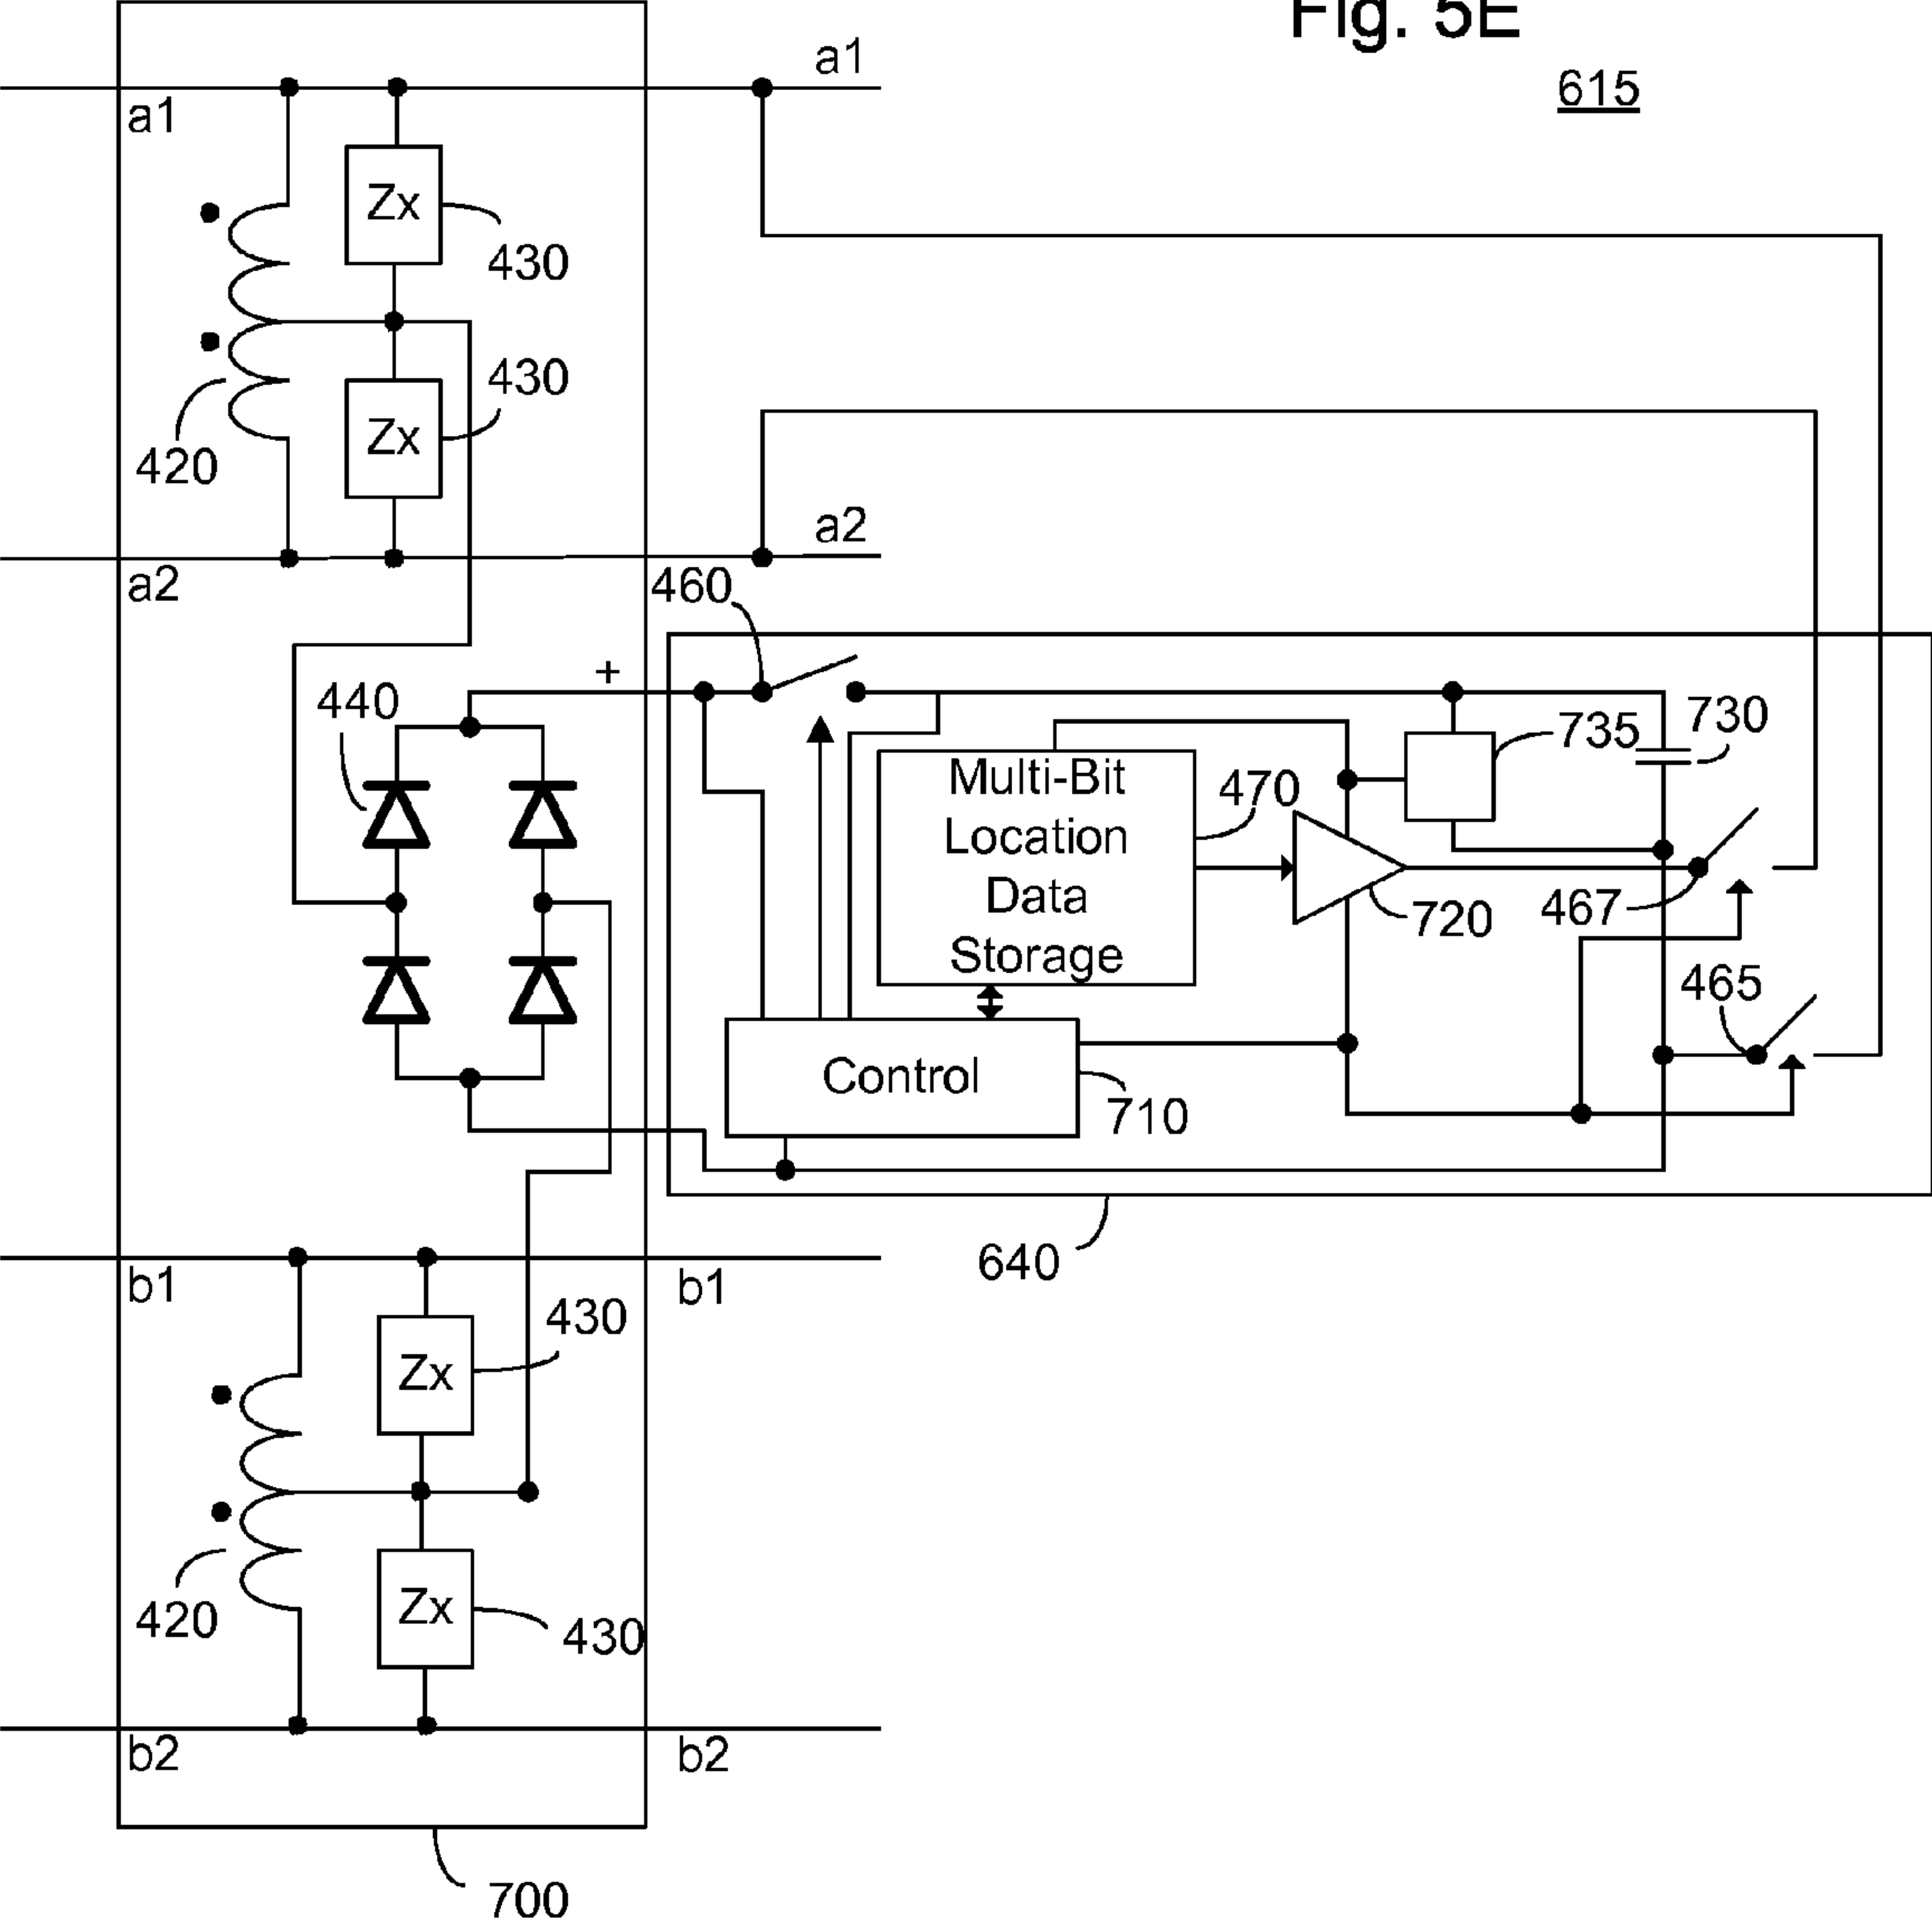 Fig. 5E
615
a1
a1
Zx
430
430
Zx
420
a2
a2
460
+
440
730
735
Multi-Bit
Location
Data
Storage
470
467
720
465
Control
710
640
b1
b1
430
Zx
420
Zx
430
b2
b2
700